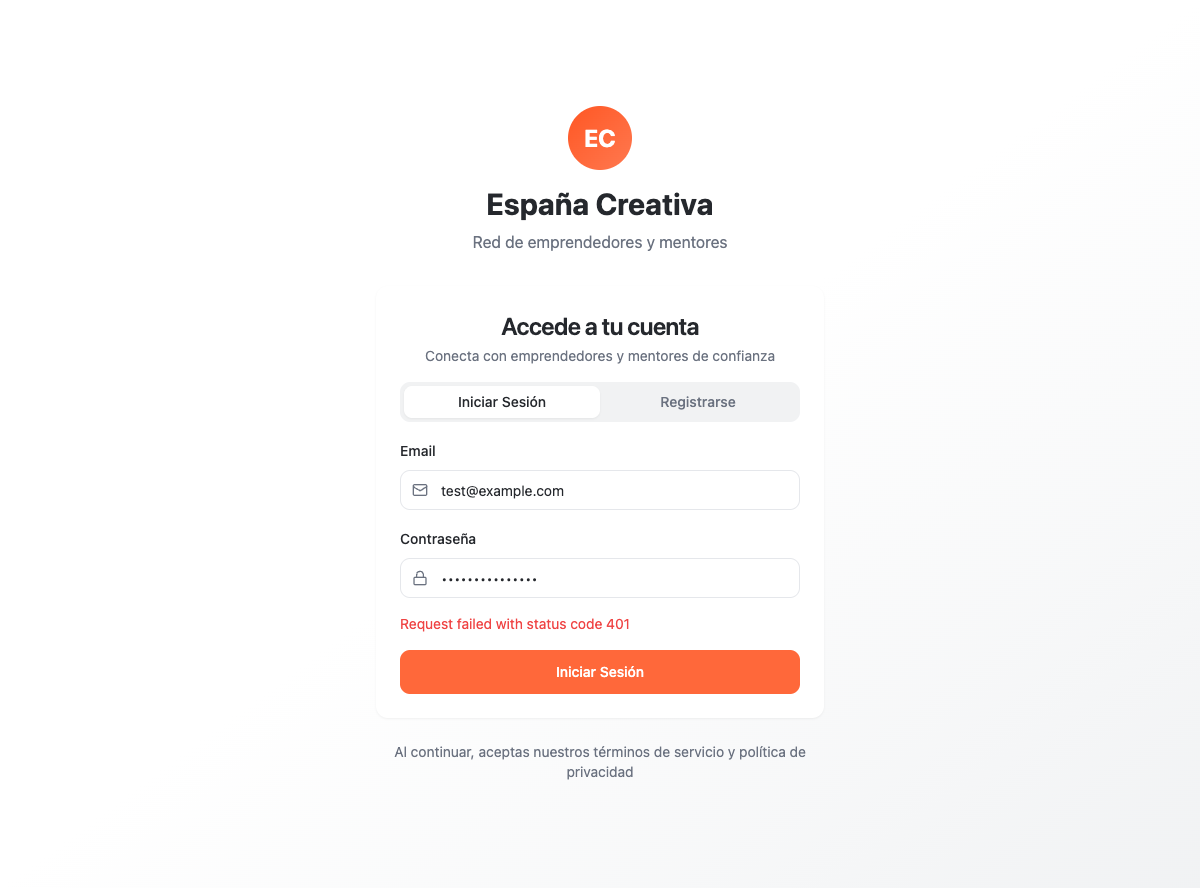 EC
España Creativa
Red de emprendedores y mentores
Accede a tu cuenta
Conecta con emprendedores y mentores de confianza
Iniciar Sesión
Registrarse
Email
test@example.com
Contraseña
•••••••••••••••
Request failed with status code 401
Iniciar Sesión
Al continuar, aceptas nuestros términos de servicio y política de
privacidad